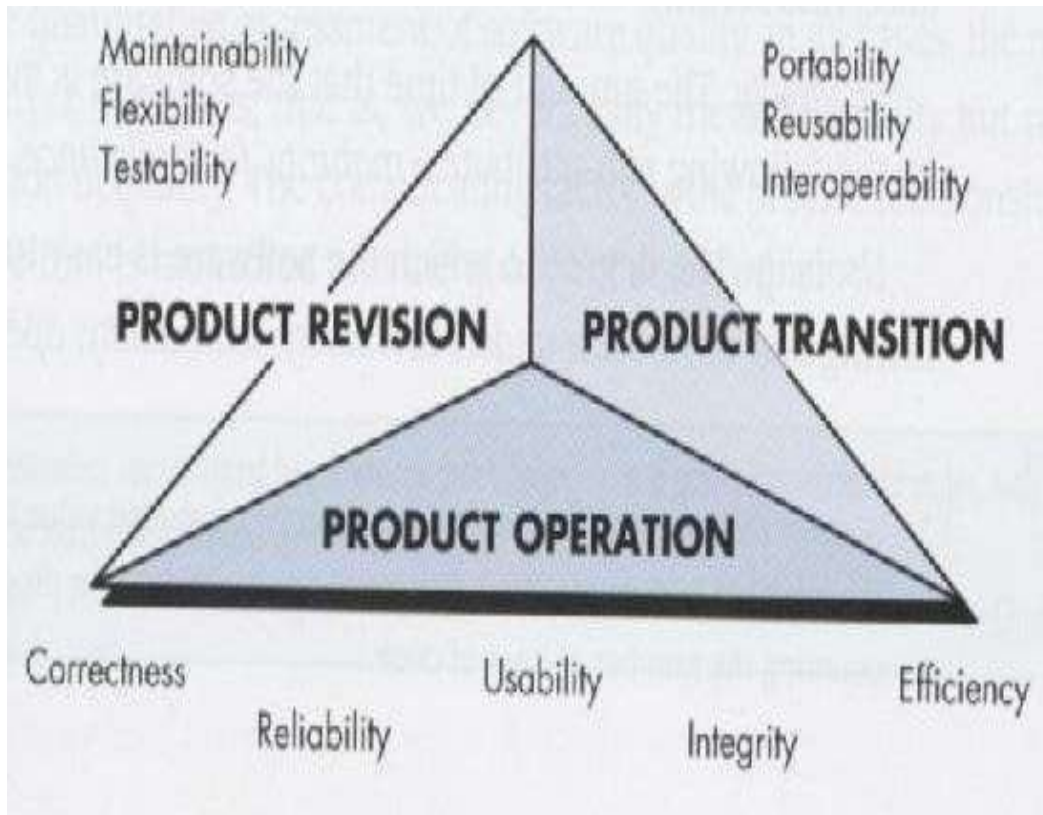 Maintainability
Flexibility
Testability
Portability
Reusability
Interoperability
PRODUCT REVISION
PRODUCT TRANSITION
PRODUCT OPERATION
Correctness
Usability
Efficiency
Reliability
Integrity